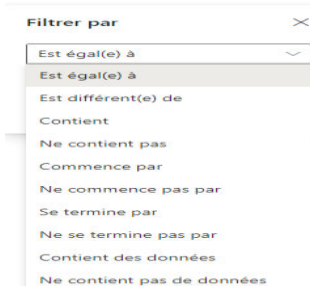 Filtrer par
Est égal(e) à
Est égal(e) à
Est différent(e) de
Contient
Ne contient pas
Commence par
Ne commence pas par
Se termine par
Ne se termine pas par
Contient des données
Ne contient pas de données